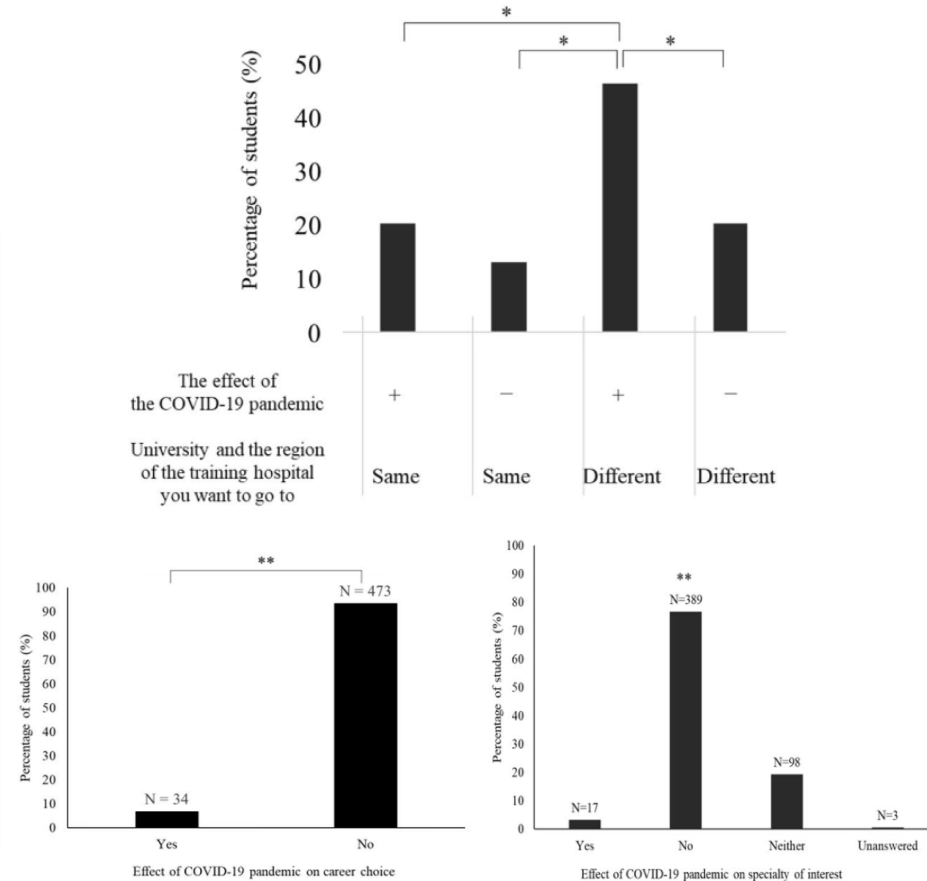 *
*
*
Percentage of students (%)
50
40
30
20
10
0
The effect of
the COVID-19 pandemic
+
−
+
−
University and the region
of the training hospital
you want to go to
Same
Same
Different
Different
**
N = 473
N = 34
Percentage of students (%)
100
90
80
70
60
50
40
30
20
10
0
Yes
No
Effect of COVID-19 pandemic on career choice
**
N=389
N=98
N=17
N=3
Percentage of students (%)
100
90
80
70
60
50
40
30
20
10
0
Yes
No
Neither
Unanswered
Effect of COVID-19 pandemic on specialty of interest